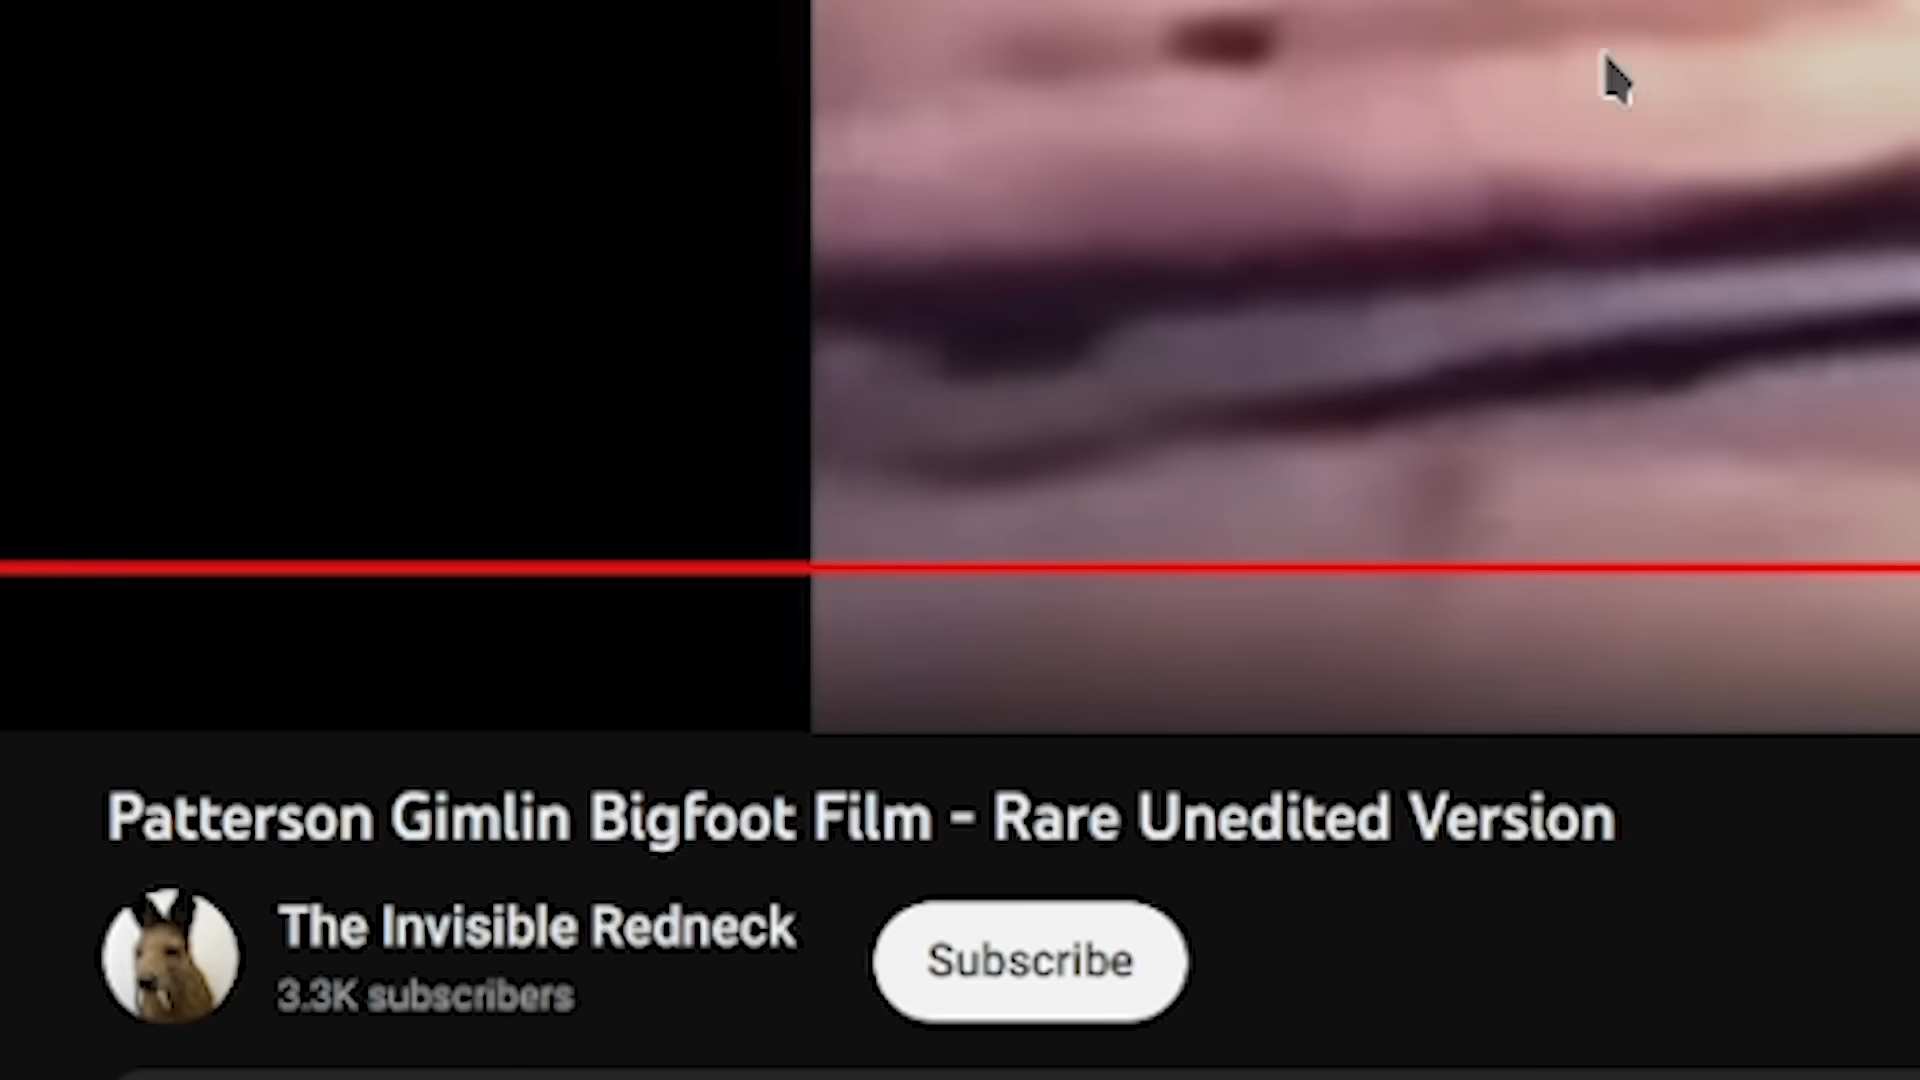 Patterson Gimlin Bigfoot Film - Rare Unedited Version
The Invisible Redneck
3.3K subscribers
Subscribe